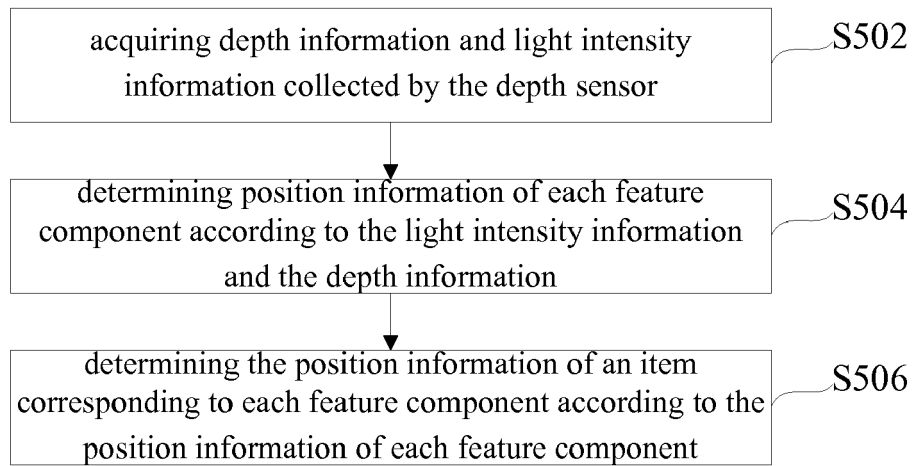 acquiring depth information and light intensity
information collected by the depth sensor
S502
determining position information of each feature
component according to the light intensity information
and the depth information
S504
determining the position information of an item
corresponding to each feature component according to the
position information of each feature component
S506